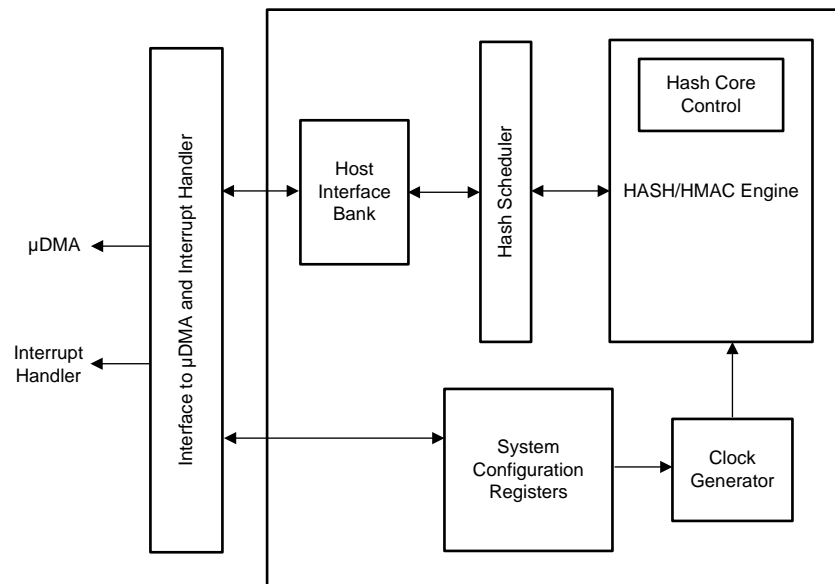 µDMA
Interrupt
Handler
Interface to µDMA and Interrupt Handler
Host
Interface
Bank
Hash Scheduler
Hash Core
Control
HASH/HMAC Engine
System
Configuration
Registers
Clock
Generator